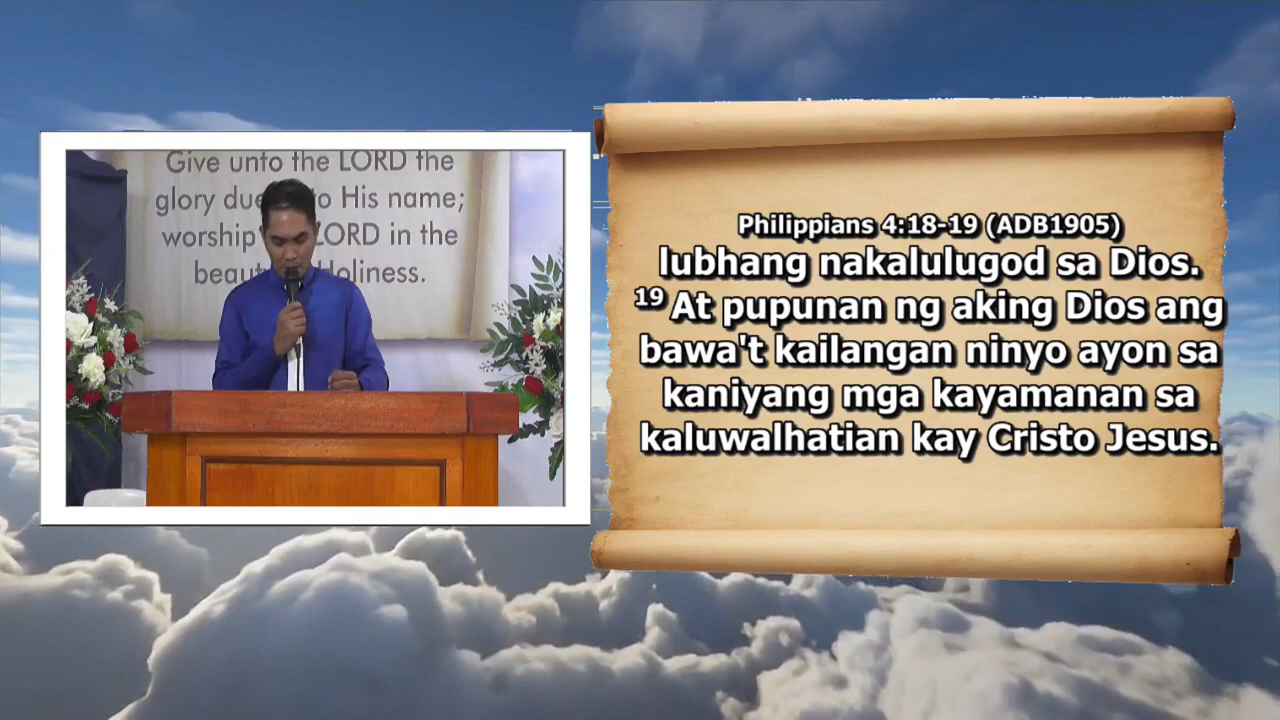 Give unto the LORD the
glory due to His name;
worship LORD in the
Holiness.
Philippians 4:18-19 (ADB1905)
lubhang nakalulugod sa Dios.
19 At pupunan ng aking Dios ang
bawa't kailangan ninyo ayon sa
kaniyang mga kayamanan sa
kaluwalhatian kay Cristo Jesus.